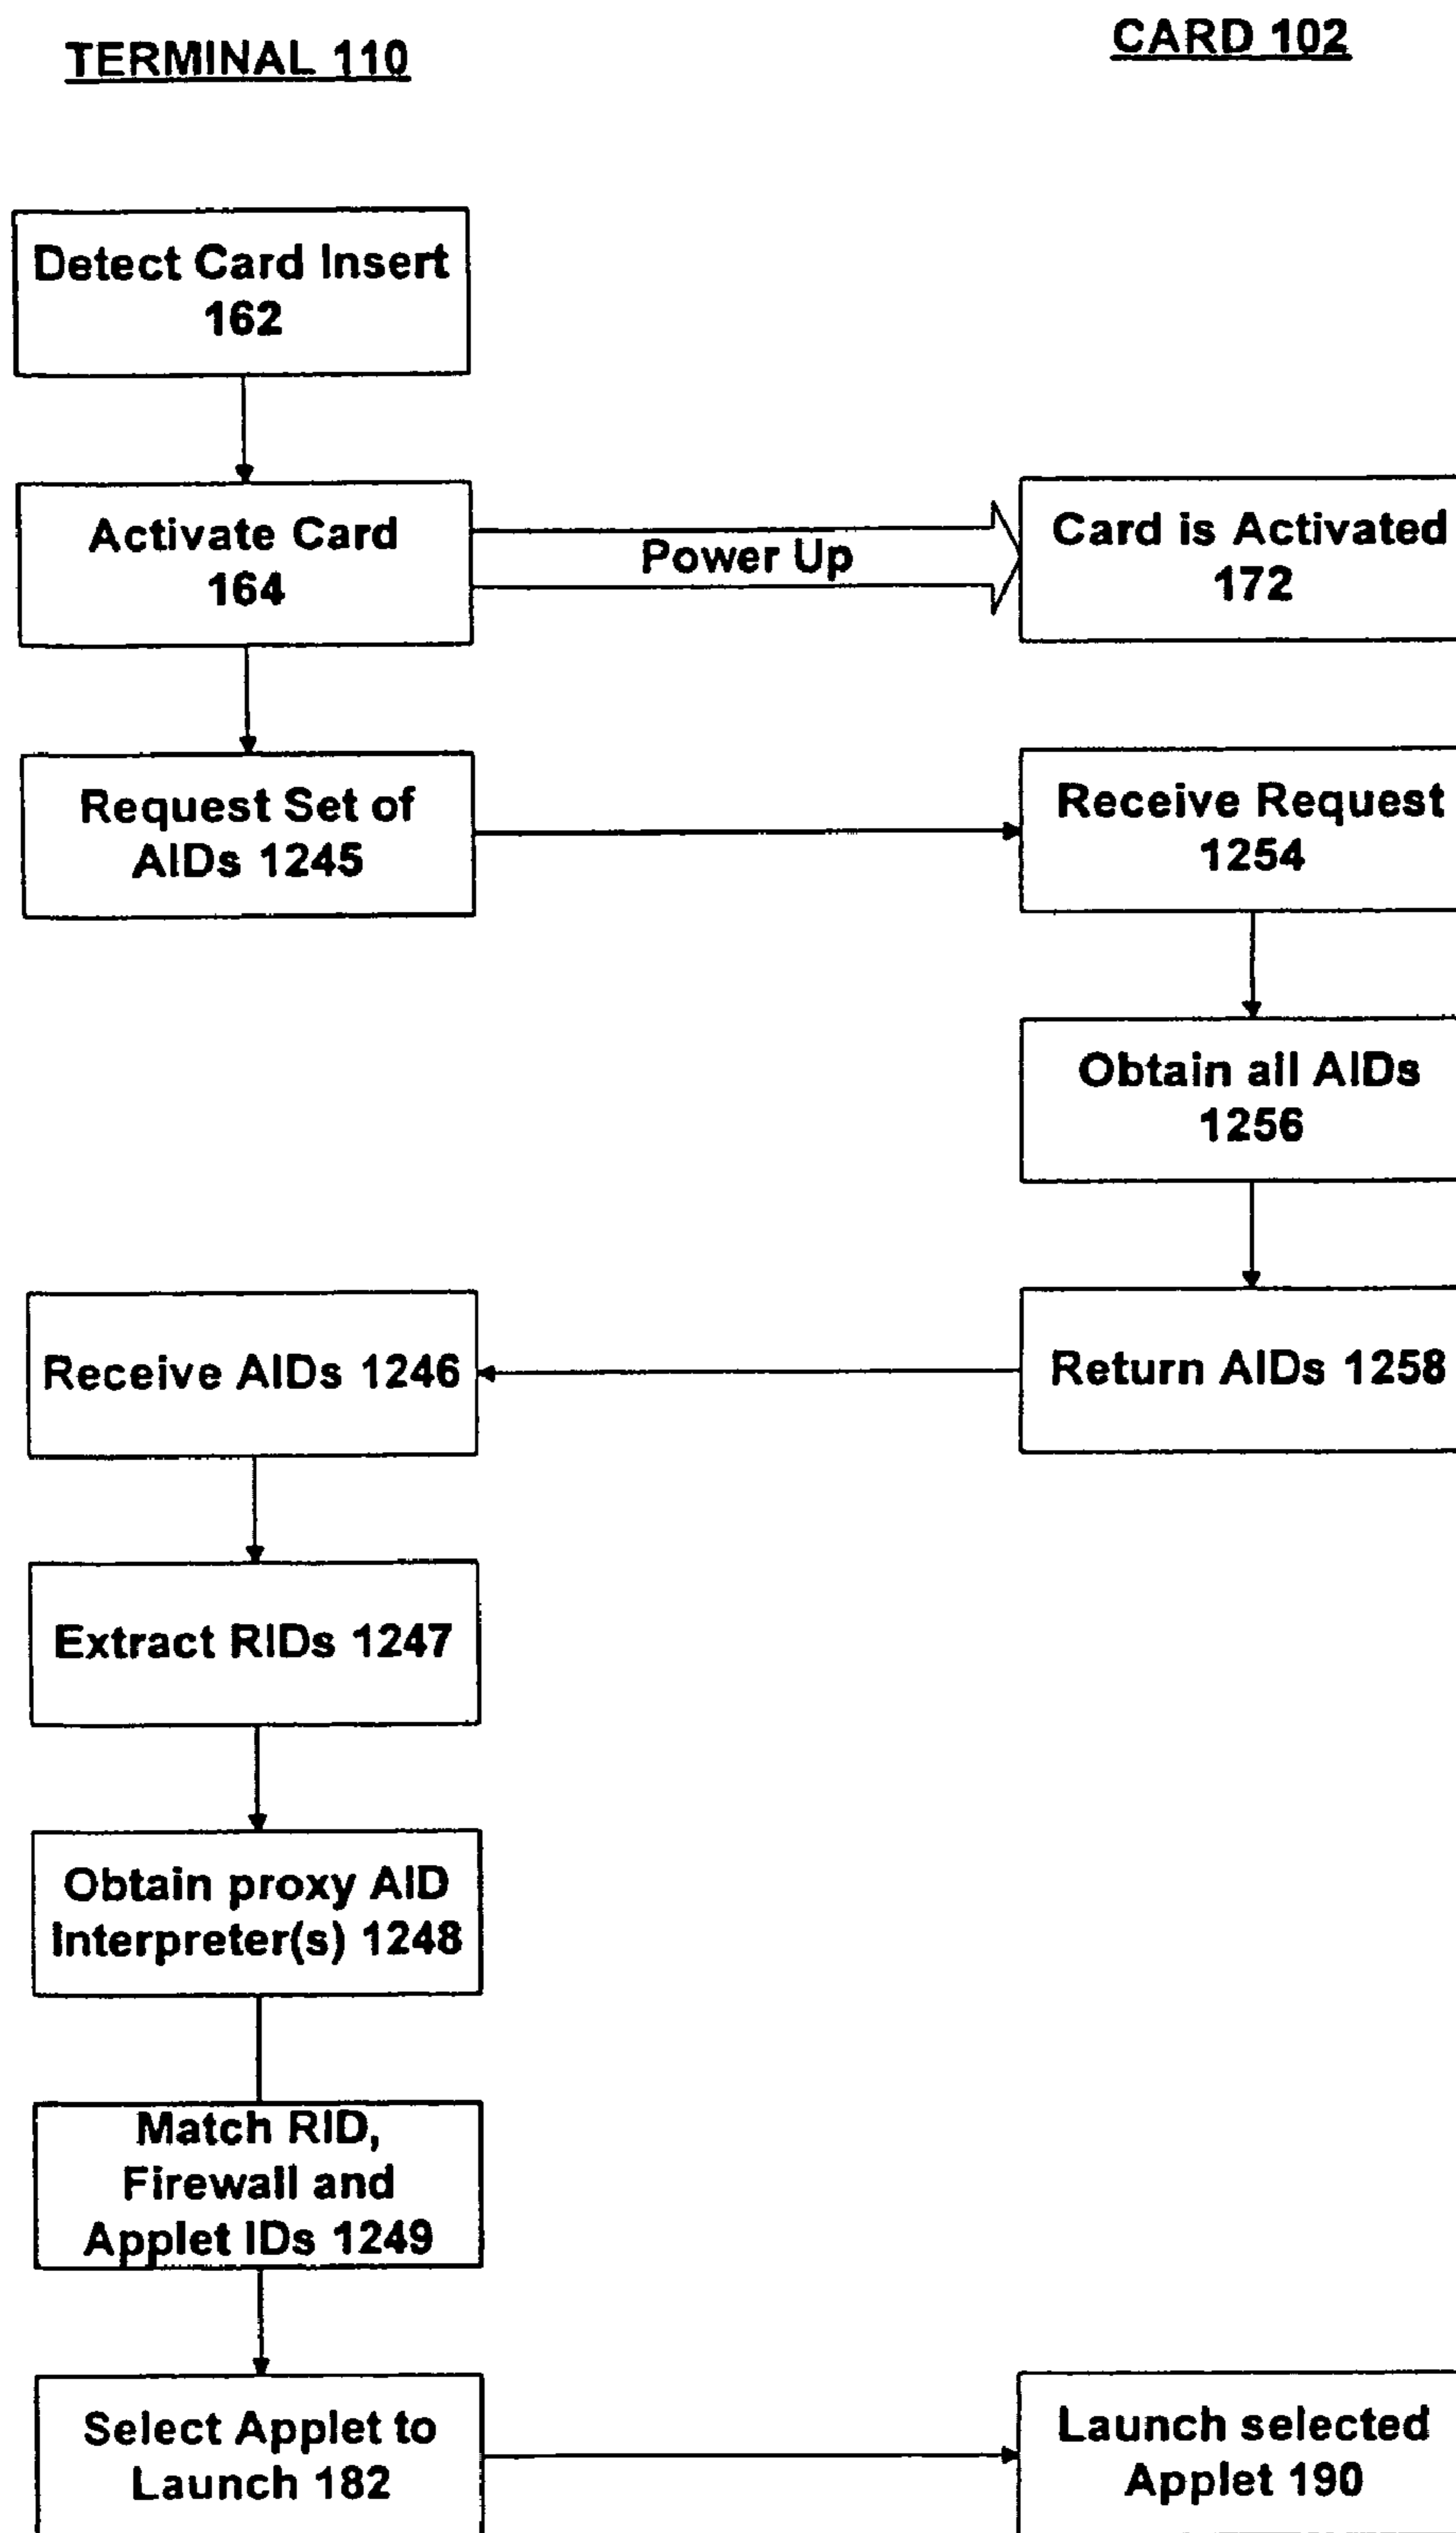 TERMINAL 110
CARD 102
Detect Card Insert
162
Activate Card
164
Power Up
Card is Activated
172
Request Set of
AIDs 1245
Receive Request
1254
Obtain all AIDs
1256
Receive AIDs 1246
Return AIDs 1258
Extract RIDs 1247
Obtain proxy AID
Interpreter(s) 1248
Match RID,
Firewall and
Applet IDs 1249
Select Applet to
Launch 182
Launch selected
Applet 190